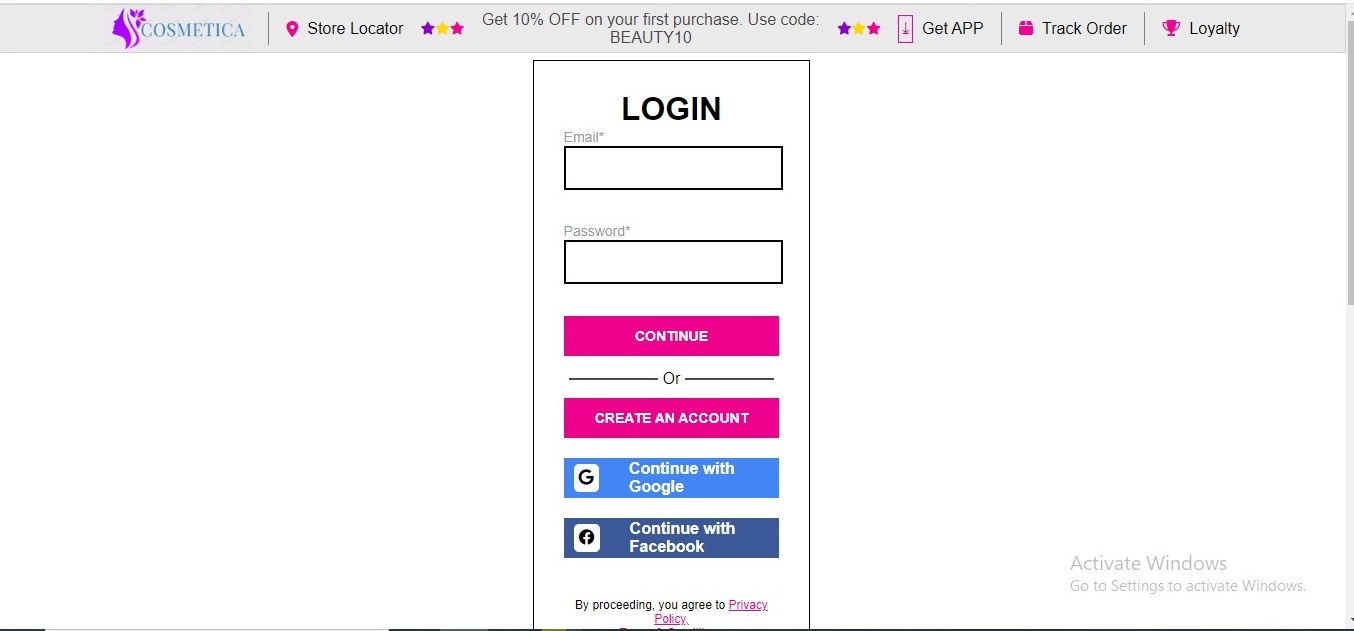 COSMETICA
Store Locator
Get 10% OFF on your first purchase. Use code:
BEAUTY10
Get APP
Track Order
Loyalty
LOGIN
Email*
Password*
CONTINUE
Or
CREATE AN ACCOUNT
G
Continue with
Google
Continue with
Facebook
Activate Windows
Go to Settings to activate Windows.
By proceeding, you agree to Privacy
Policy,